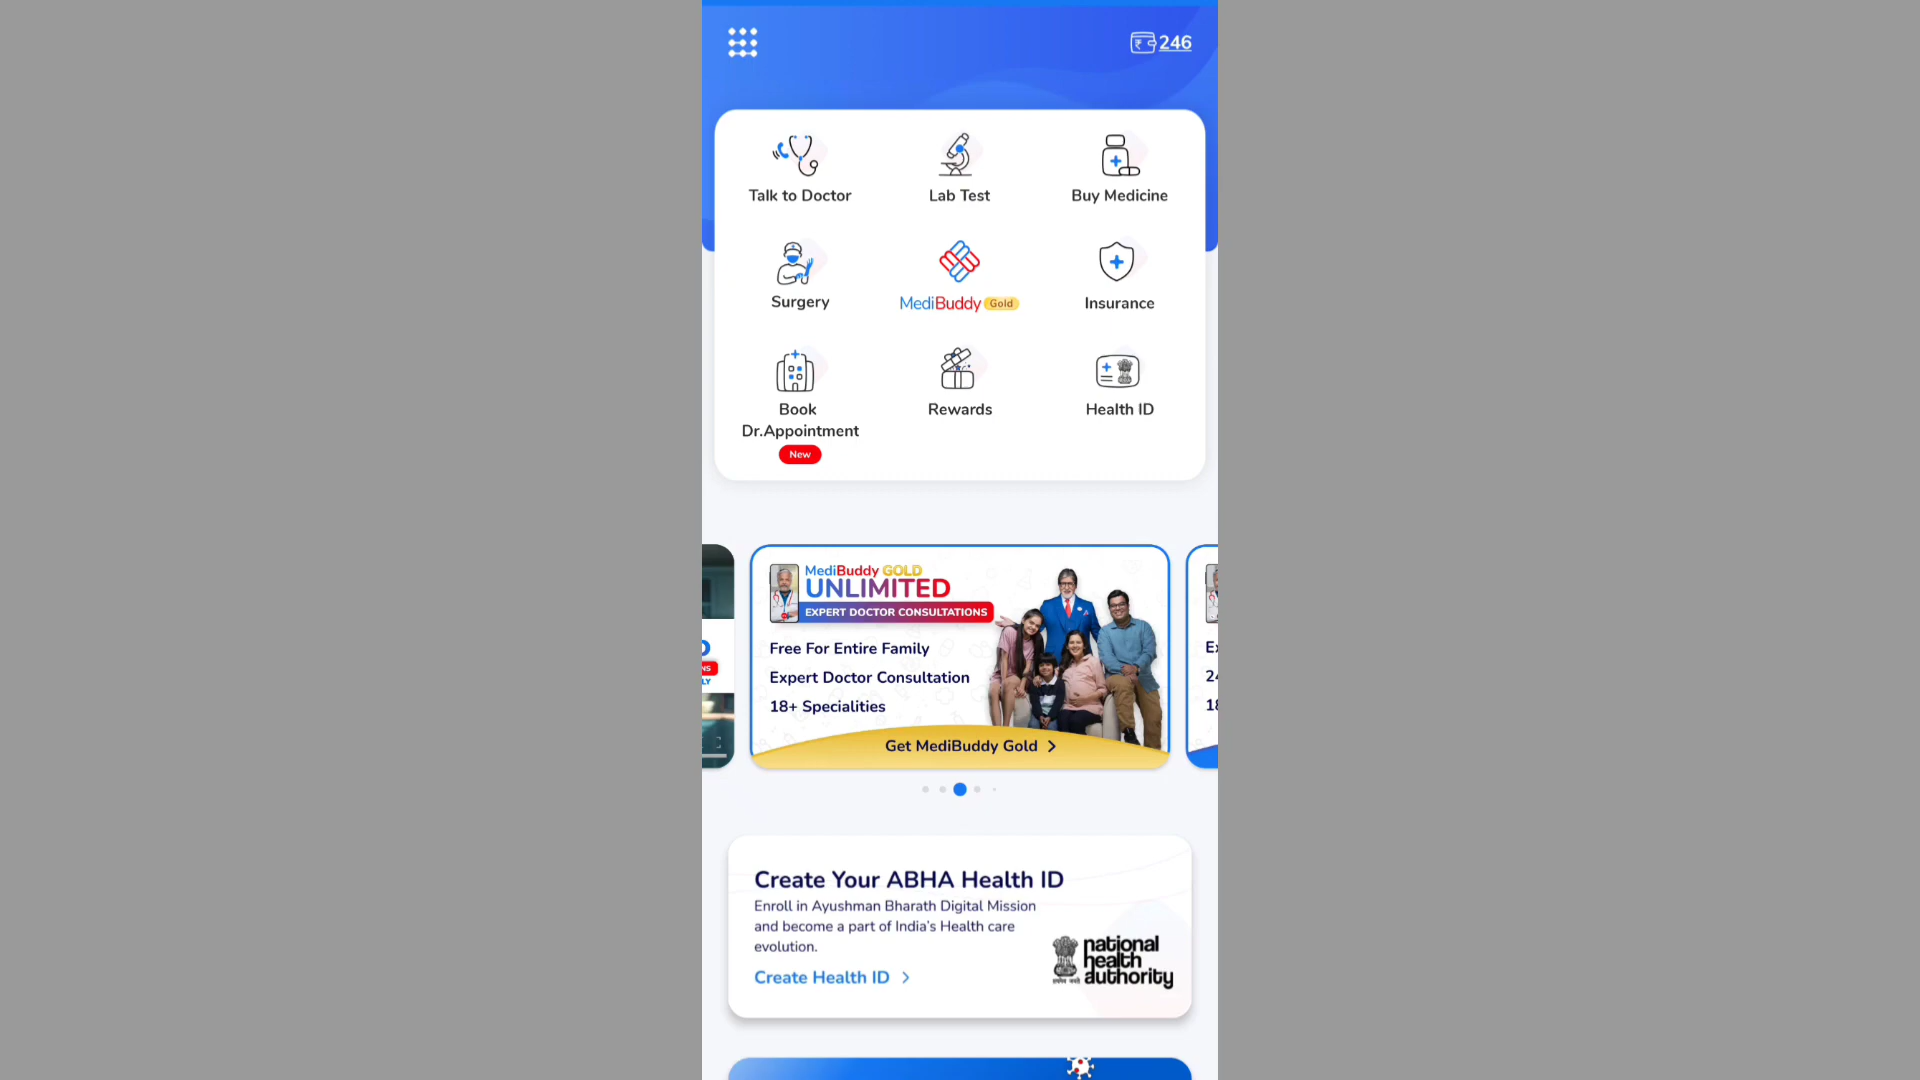 246
Talk to Doctor
Lab Test
Buy Medicine
Surgery
MediBuddy Gold
Insurance
Book
Dr.Appointment
New
Rewards
Health ID
MediBuddy GOLD
UNLIMITED
EXPERT DOCTOR CONSULTATIONS
Free For Entire Family
Expert Doctor Consultation
18+ Specialities
Get MediBuddy Gold
Create Your ABHA Health ID
Enroll in Ayushman Bharath Digital Mission
and become a part of India's Health care
evolution.
Create Health ID
national
health
authority
सत्यमेव जयते